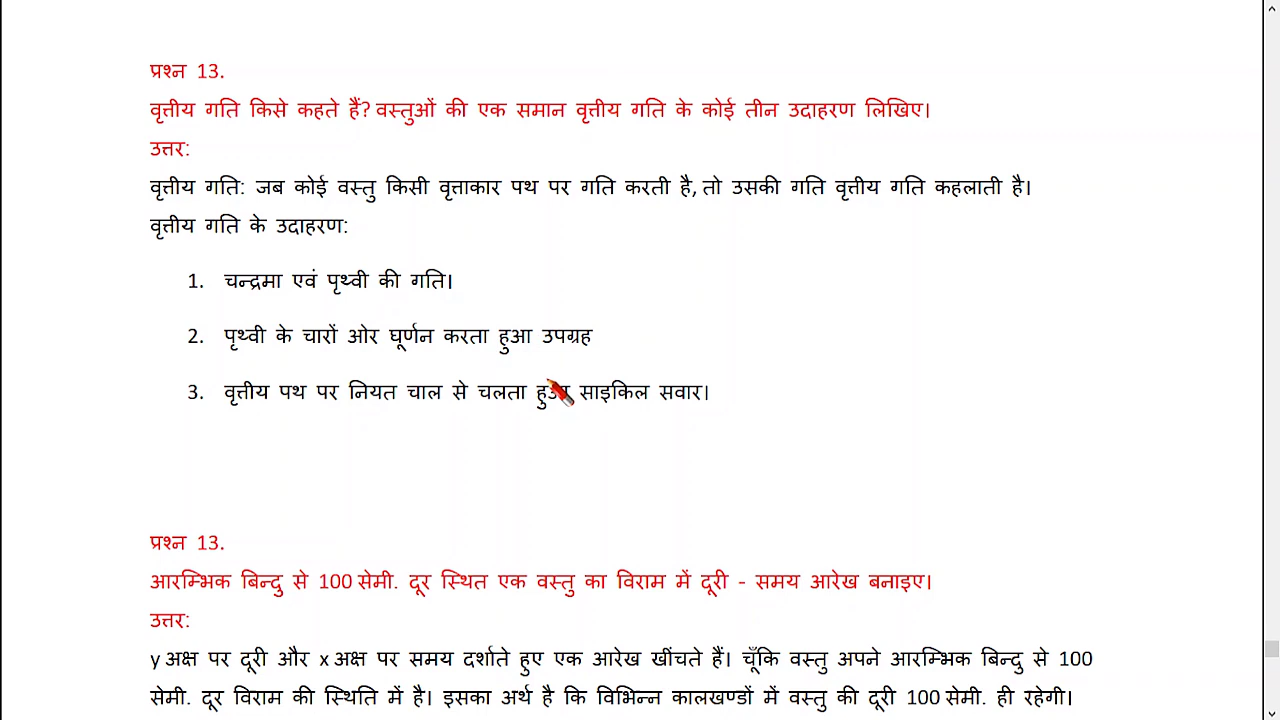 प्रश्न 13.
वृत्तीय गति किसे कहते हैं? वस्तुओं की एक समान वृत्तीय गति के कोई तीन उदाहरण लिखिए।
उत्तर:
वृत्तीय गति: जब कोई वस्तु किसी वृत्ताकार पथ पर गति करती है, तो उसकी गति वृत्तीय गति कहलाती है।
वृत्तीय गति के उदाहरण:
1. चन्द्रमा एवं पृथ्वी की गति।
2. पृथ्वी के चारों ओर घूर्णन करता हुआ उपग्रह
3. वृत्तीय पथ पर नियत चाल से चलता हुआ साइकिल सवार।
प्रश्न 13.
आरम्भिक बिन्दु से 100 सेमी. दूर स्थित एक वस्तु का विराम में दूरी - समय आरेख बनाइए।
उत्तर:
y अक्ष पर दूरी और x अक्ष पर समय दर्शाते हुए एक आरेख खींचते हैं। चूँकि वस्तु अपने आरम्भिक बिन्दु से 100
सेमी. दूर विराम की स्थिति में है। इसका अर्थ है कि विभिन्न कालखण्डों में वस्तु की दूरी 100 सेमी. ही रहेगी।